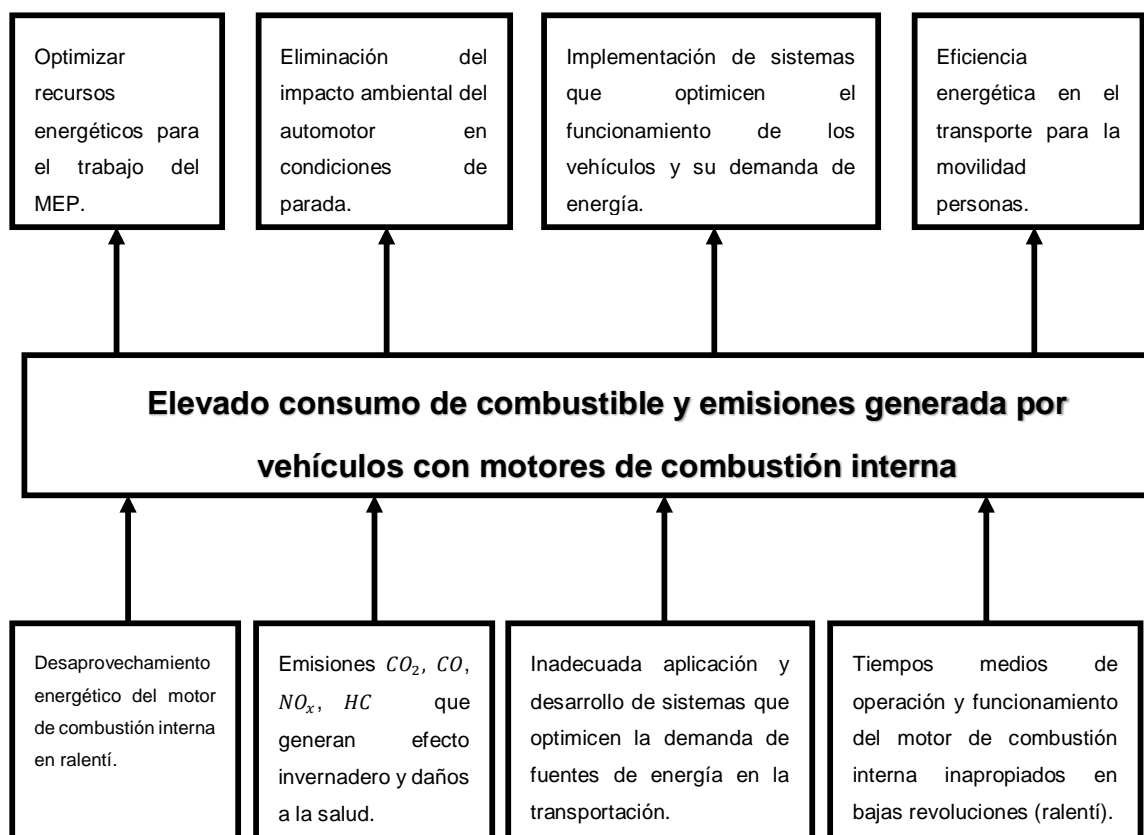 Optimizar
recursos
energéticos para
el trabajo del
MEP.
Eliminación del
impacto ambiental del
automotor en
condiciones de
parada.
Implementación de sistemas
que optimicen el
funcionamiento de los
vehículos y su demanda de
energía.
Eficiencia
energética en el
transporte para la
movilidad
personas.
Elevado consumo de combustible y emisiones generada por
vehículos con motores de combustión interna
Desaprovechamiento
energético del motor
de combustión interna
en ralentí.
Emisiones CO₂, CO,
NOₓ, HC que
generan efecto
invernadero y daños
a la salud.
Inadecuada aplicación y
desarrollo de sistemas que
optimicen la demanda de
fuentes de energía en la
transportación.
Tiempos medios de
operación y funcionamiento
del motor de combustión
interna inapropiados en
bajas revoluciones (ralentí).